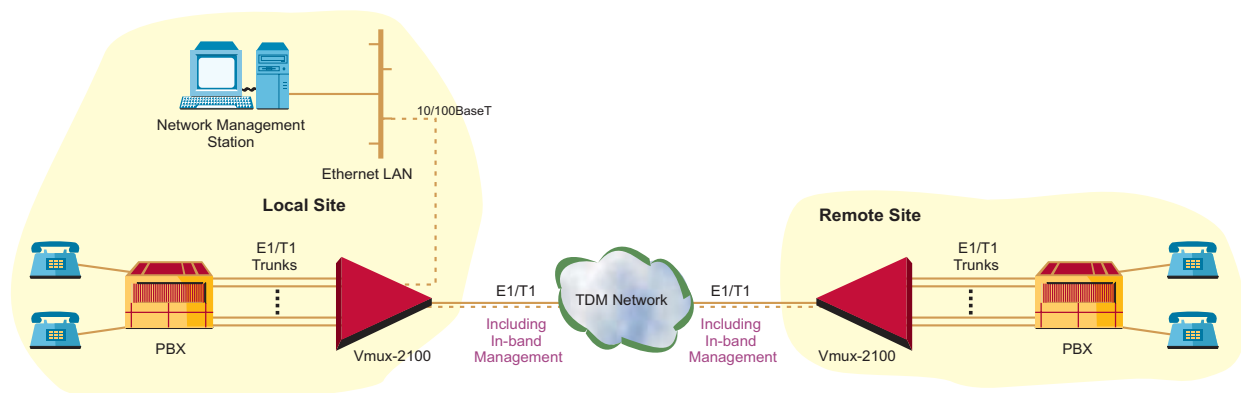 10/100BaseT
Network Management
Station
Ethernet LAN
Local Site
E1/T1
Trunks
PBX
Vmux-2100
E1/T1
Including
In-band
Management
TDM Network
E1/T1
Including
In-band
Management
Remote Site
E1/T1
Trunks
Vmux-2100
PBX